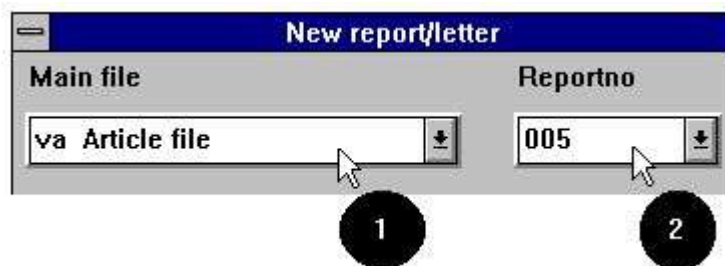 New report/letter
Main file Reportno
va Article file 005
1 2